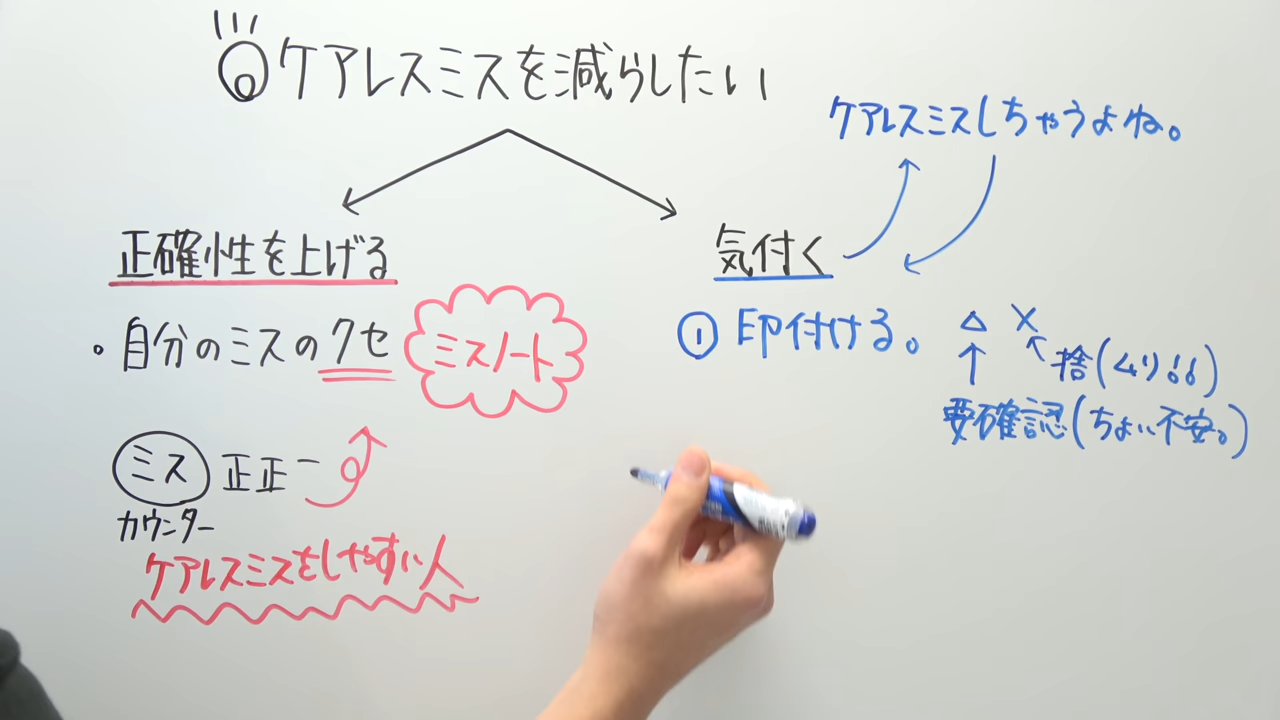 ケアレスミスを減らしたい
ケアレスミスしちゃうよね。
正確性を上げる
・自分のミスのクセ
ミスノート
ミス 正正一
カウンター
ケアレスミスをしやすい人
気付く
① 印付ける。 △ ×
捨(ムリ!!)
要確認(ちょい不安。)